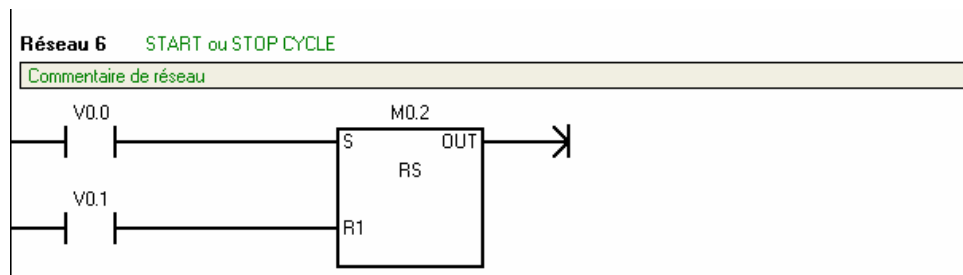 Réseau 6 START ou STOP CYCLE
Commentaire de réseau
V0.0 M0.2
S OUT
RS
V0.1
R1